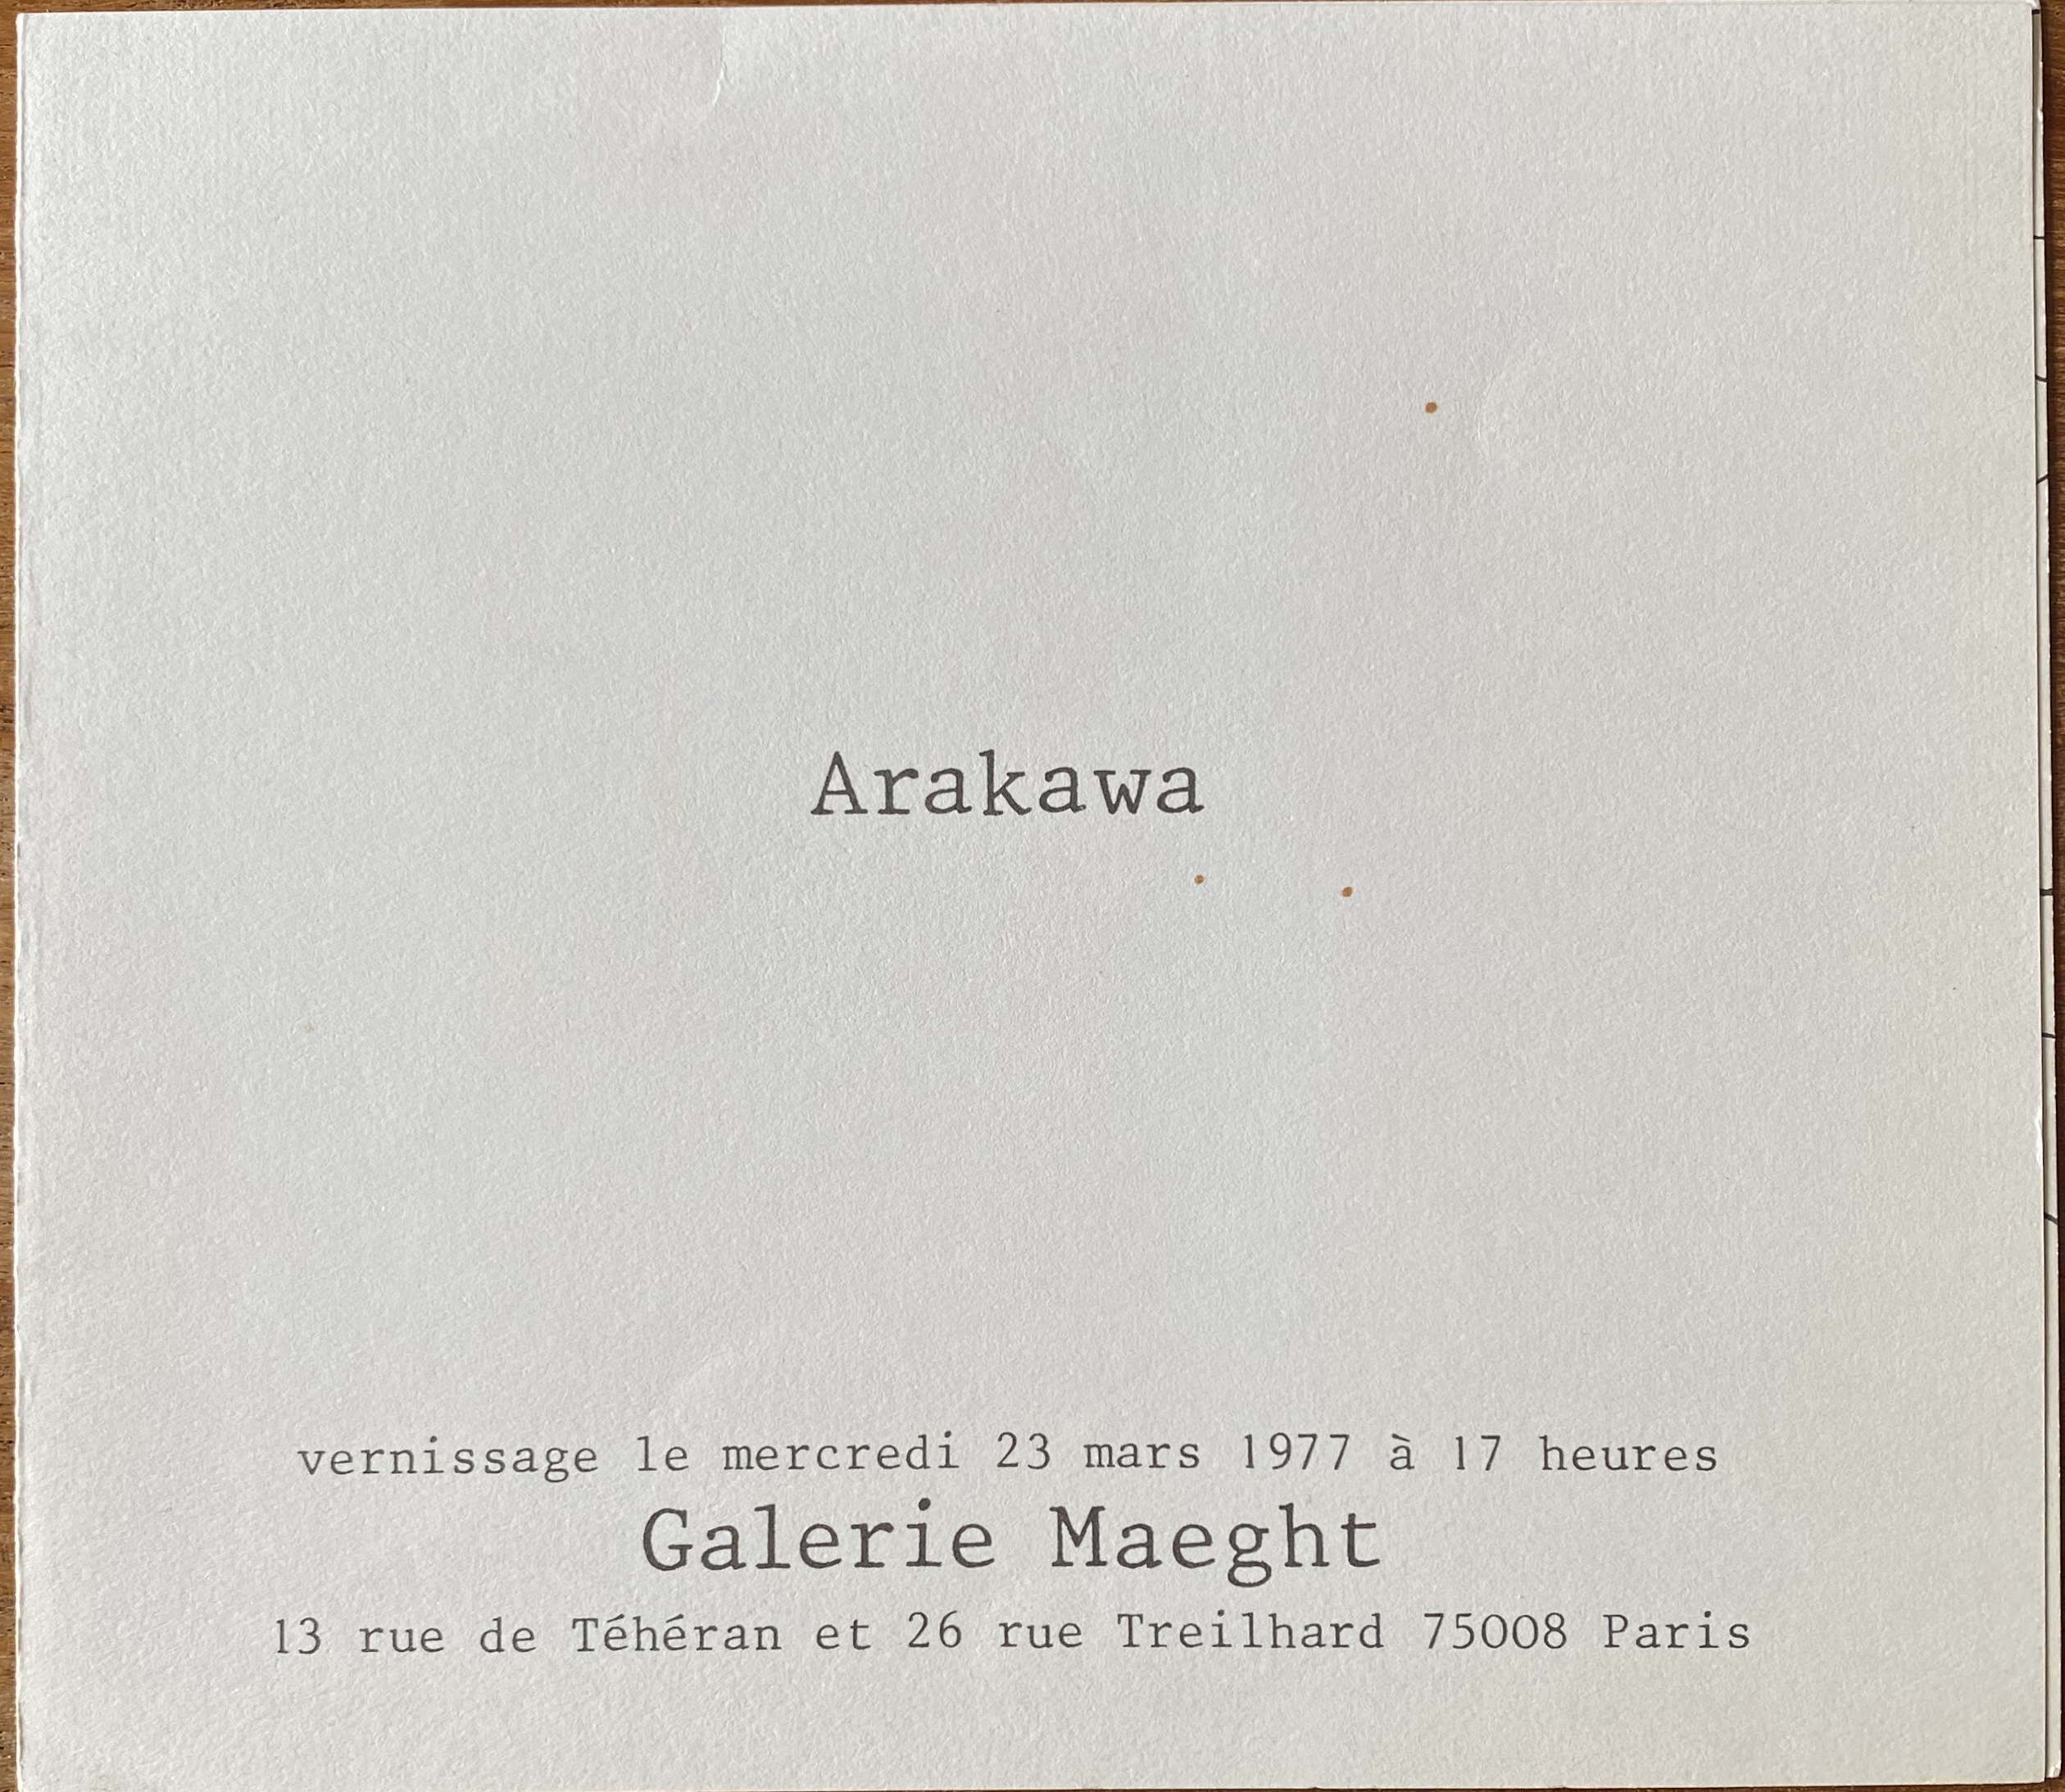 Arakawa
vernissage le mercredi 23 mars 1977 à 17 heures
Galerie Maeght
13 rue de Téhéran et 26 rue Treilhard 75008 Paris